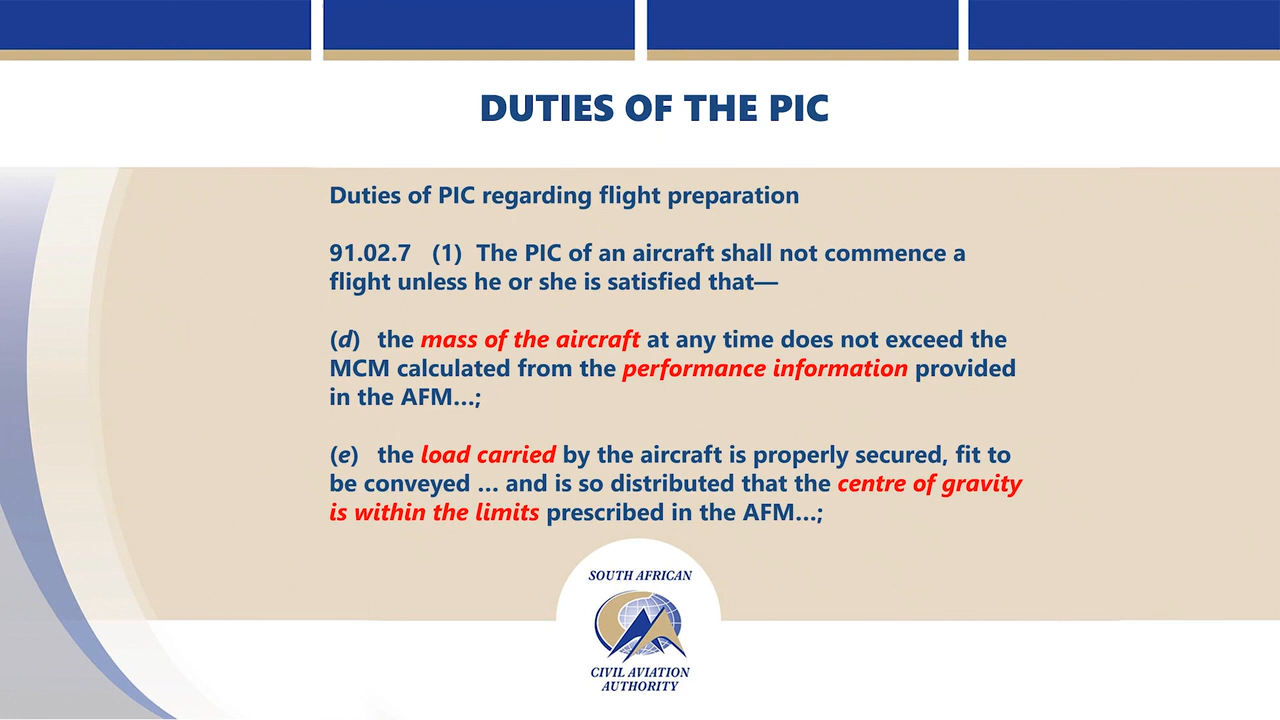 DUTIES OF THE PIC
Duties of PIC regarding flight preparation
91.02.7 (1) The PIC of an aircraft shall not commence a
flight unless he or she is satisfied that—
(d) the mass of the aircraft at any time does not exceed the
MCM calculated from the performance information provided
in the AFM…;
(e) the load carried by the aircraft is properly secured, fit to
be conveyed … and is so distributed that the centre of gravity
is within the limits prescribed in the AFM…;
SOUTH AFRICAN
CIVIL AVIATION
AUTHORITY